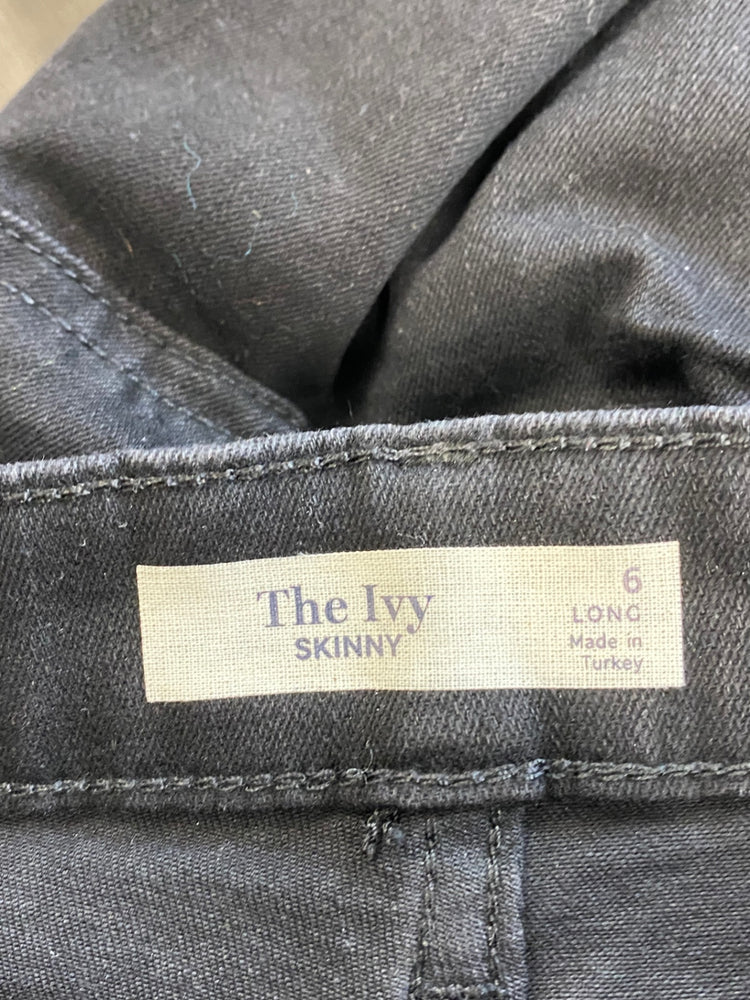 The Ivy
SKINNY
6
LONG
Made in
Turkey